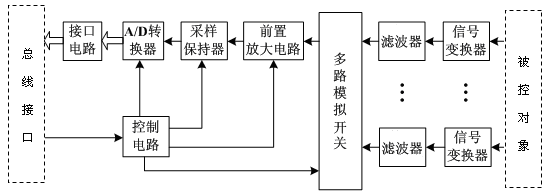 总线接口
接口
电路
A/D转
换器
采样
保持器
前置
放大电路
多路模拟开关
滤波器
信号
变换器
被控对象
控制
电路
滤波器
信号
变换器